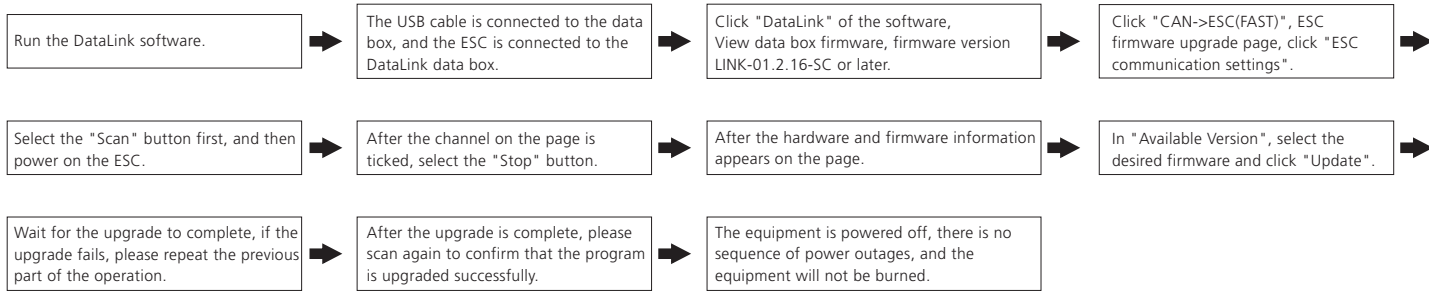 Run the DataLink software.
The USB cable is connected to the data
box, and the ESC is connected to the
DataLink data box.
Click "DataLink" of the software,
View data box firmware, firmware version
LINK-01.2.16-SC or later.
Click "CAN->ESC(FAST)", ESC
firmware upgrade page, click "ESC
communication settings".
Select the "Scan" button first, and then
power on the ESC.
After the channel on the page is
ticked, select the "Stop" button.
After the hardware and firmware information
appears on the page.
In "Available Version", select the
desired firmware and click "Update".
Wait for the upgrade to complete, if the
upgrade fails, please repeat the previous
part of the operation.
After the upgrade is complete, please
scan again to confirm that the program
is upgraded successfully.
The equipment is powered off, there is no
sequence of power outages, and the
equipment will not be burned.